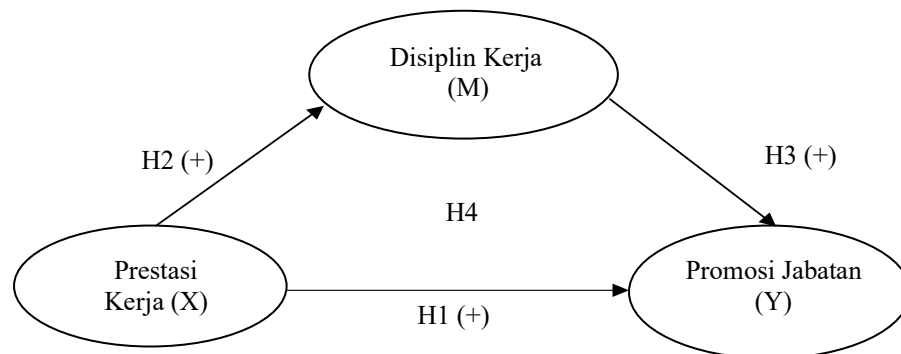 Disiplin Kerja
(M)
H2 (+)
H3 (+)
H4
Prestasi
Kerja (X)
Promosi Jabatan
(Y)
H1 (+)